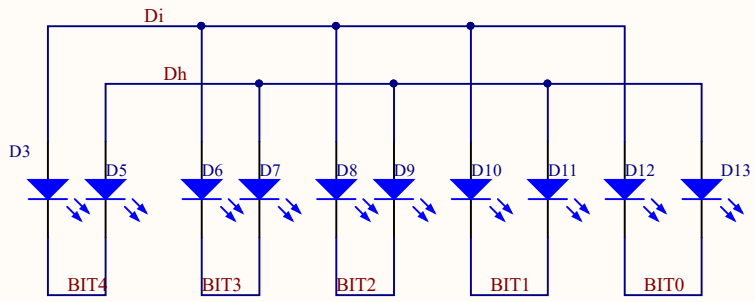 Di
Dh
D3 D5 D6 D7 D8 D9 D10 D11 D12 D13
BIT4 BIT3 BIT2 BIT1 BIT0